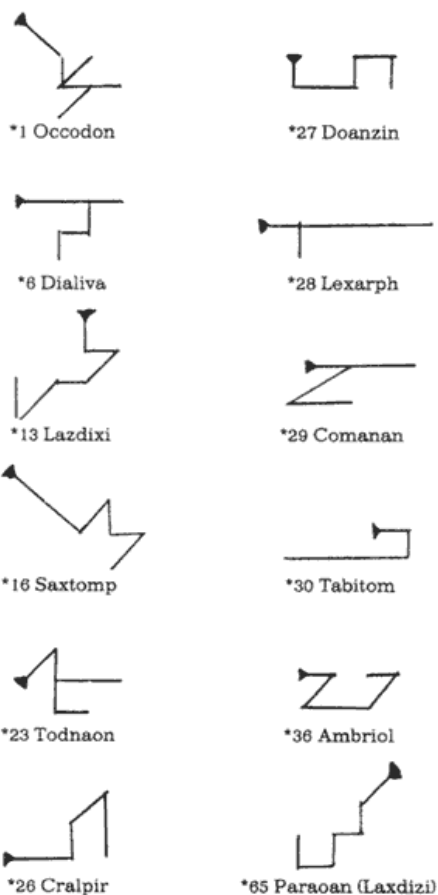 *1 Occodon
*27 Doanzin
*6 Dialiva
*28 Lexarph
*13 Lazdixi
*29 Comanan
*16 Saxtomp
*30 Tabitom
*23 Todnaon
*36 Ambriol
*26 Cralpir
*65 Paraoan (Laxdizi)